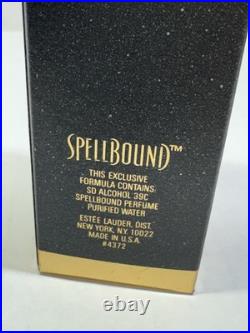 SPELLBOUND™
THIS EXCLUSIVE
FORMULA CONTAINS:
SD ALCOHOL 39C
SPELLBOUND PERFUME
PURIFIED WATER
ESTĒE LAUDER, DIST.
NEW YORK, NY, 10022
MADE IN U.S.A.
#4372